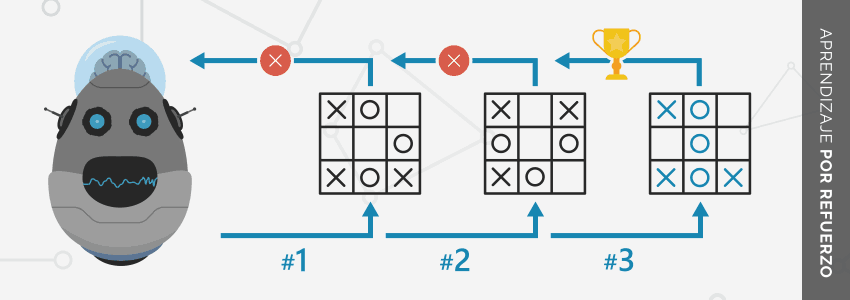 #1
#2
#3
APRENDIZAJE POR REFUERZO